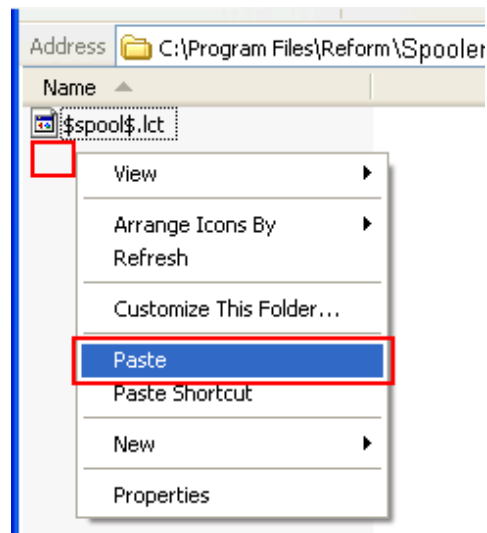 Address C:\Program Files\Reform\Spooler
Name
$spool$.lct
View
Arrange Icons By
Refresh
Customize This Folder...
Paste
Paste Shortcut
New
Properties